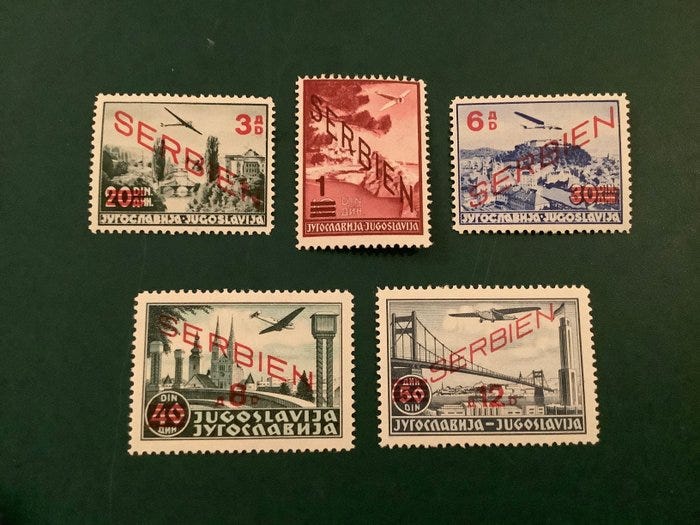 3 Д D
SERBIEN
20 DIN. ДИН.
ЈУГОСЛАВИЈА·JUGOSLAVIJA
SERBIEN
1
DIN
ДИН
ЈУГОСЛАВИЈА·JUGOSLAVIJA
6 Д D
SERBIEN
30
ЈУГОСЛАВИЈА·JUGOSLAVIJA
SERBIEN
8 D
DIN
40
ДИН
JUGOSLAVIJA
ЈУГОСЛАВИЈА
SERBIEN
12 D
ДИН
50
DIN
ЈУГОСЛАВИЈА–JUGOSLAVIJA